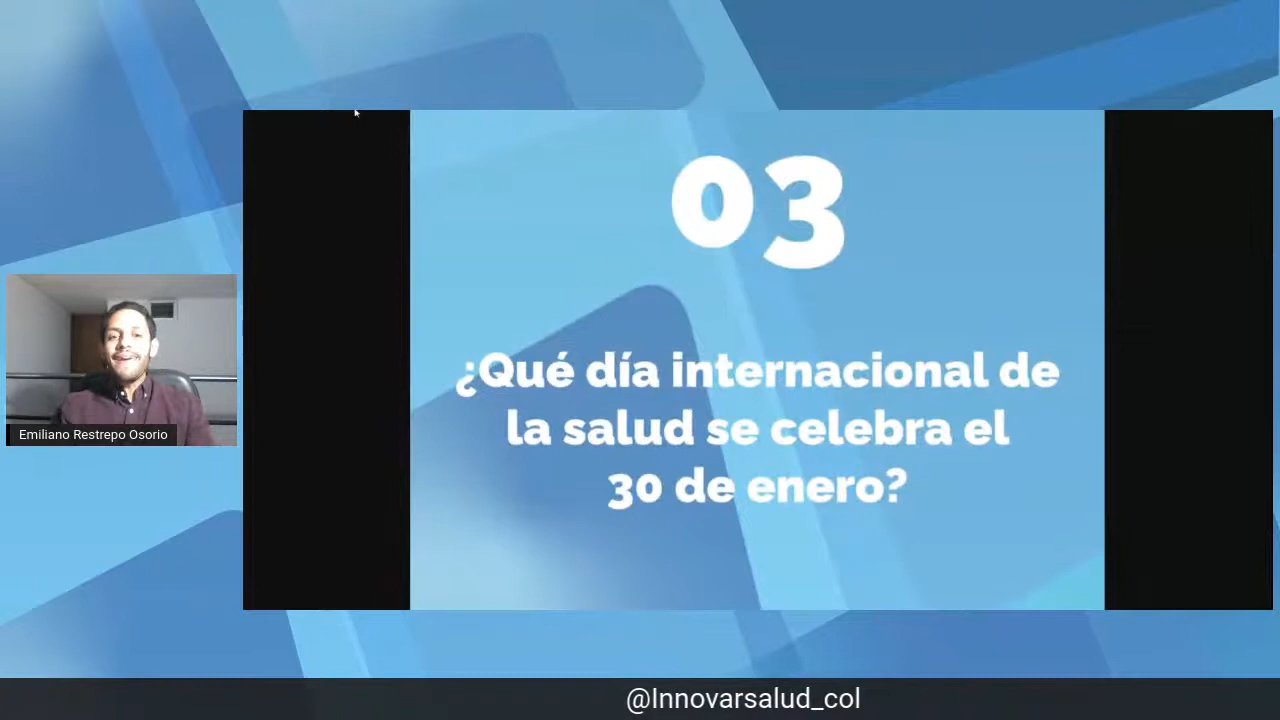 03
¿Qué día internacional de
la salud se celebra el
30 de enero?
Emiliano Restrepo Osorio
@Innovarsalud_col